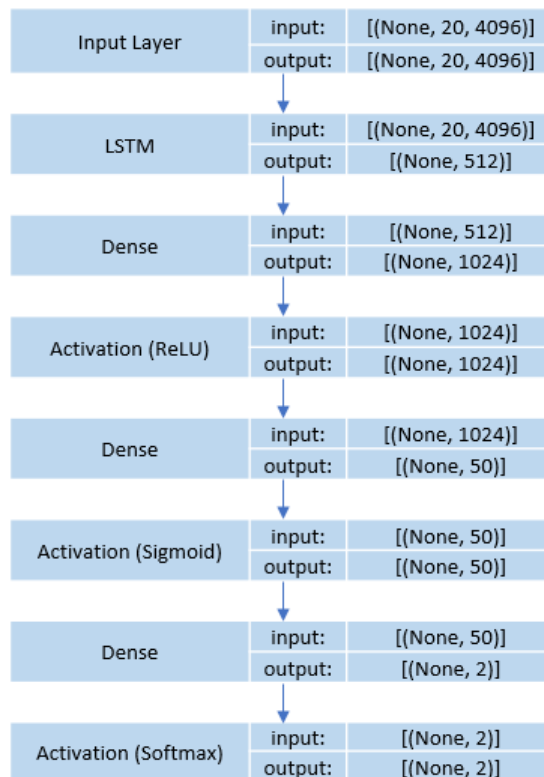 Input Layer
input:
[(None, 20, 4096)]
output:
[(None, 20, 4096)]
LSTM
input:
[(None, 20, 4096)]
output:
[(None, 512)]
Dense
input:
[(None, 512)]
output:
[(None, 1024)]
Activation (ReLU)
input:
[(None, 1024)]
output:
[(None, 1024)]
Dense
input:
[(None, 1024)]
output:
[(None, 50)]
Activation (Sigmoid)
input:
[(None, 50)]
output:
[(None, 50)]
Dense
input:
[(None, 50)]
output:
[(None, 2)]
Activation (Softmax)
input:
[(None, 2)]
output:
[(None, 2)]